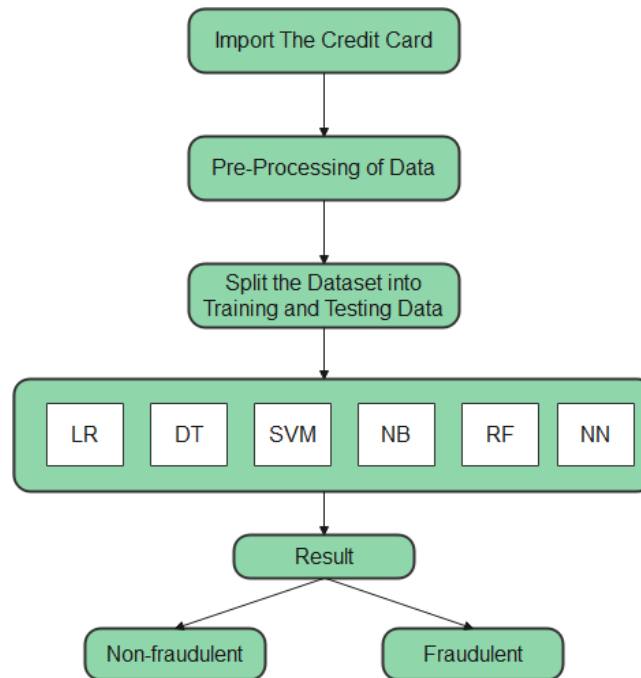 Import The Credit Card
Pre-Processing of Data
Split the Dataset into
Training and Testing Data
LR
DT
SVM
NB
RF
NN
Result
Non-fraudulent
Fraudulent